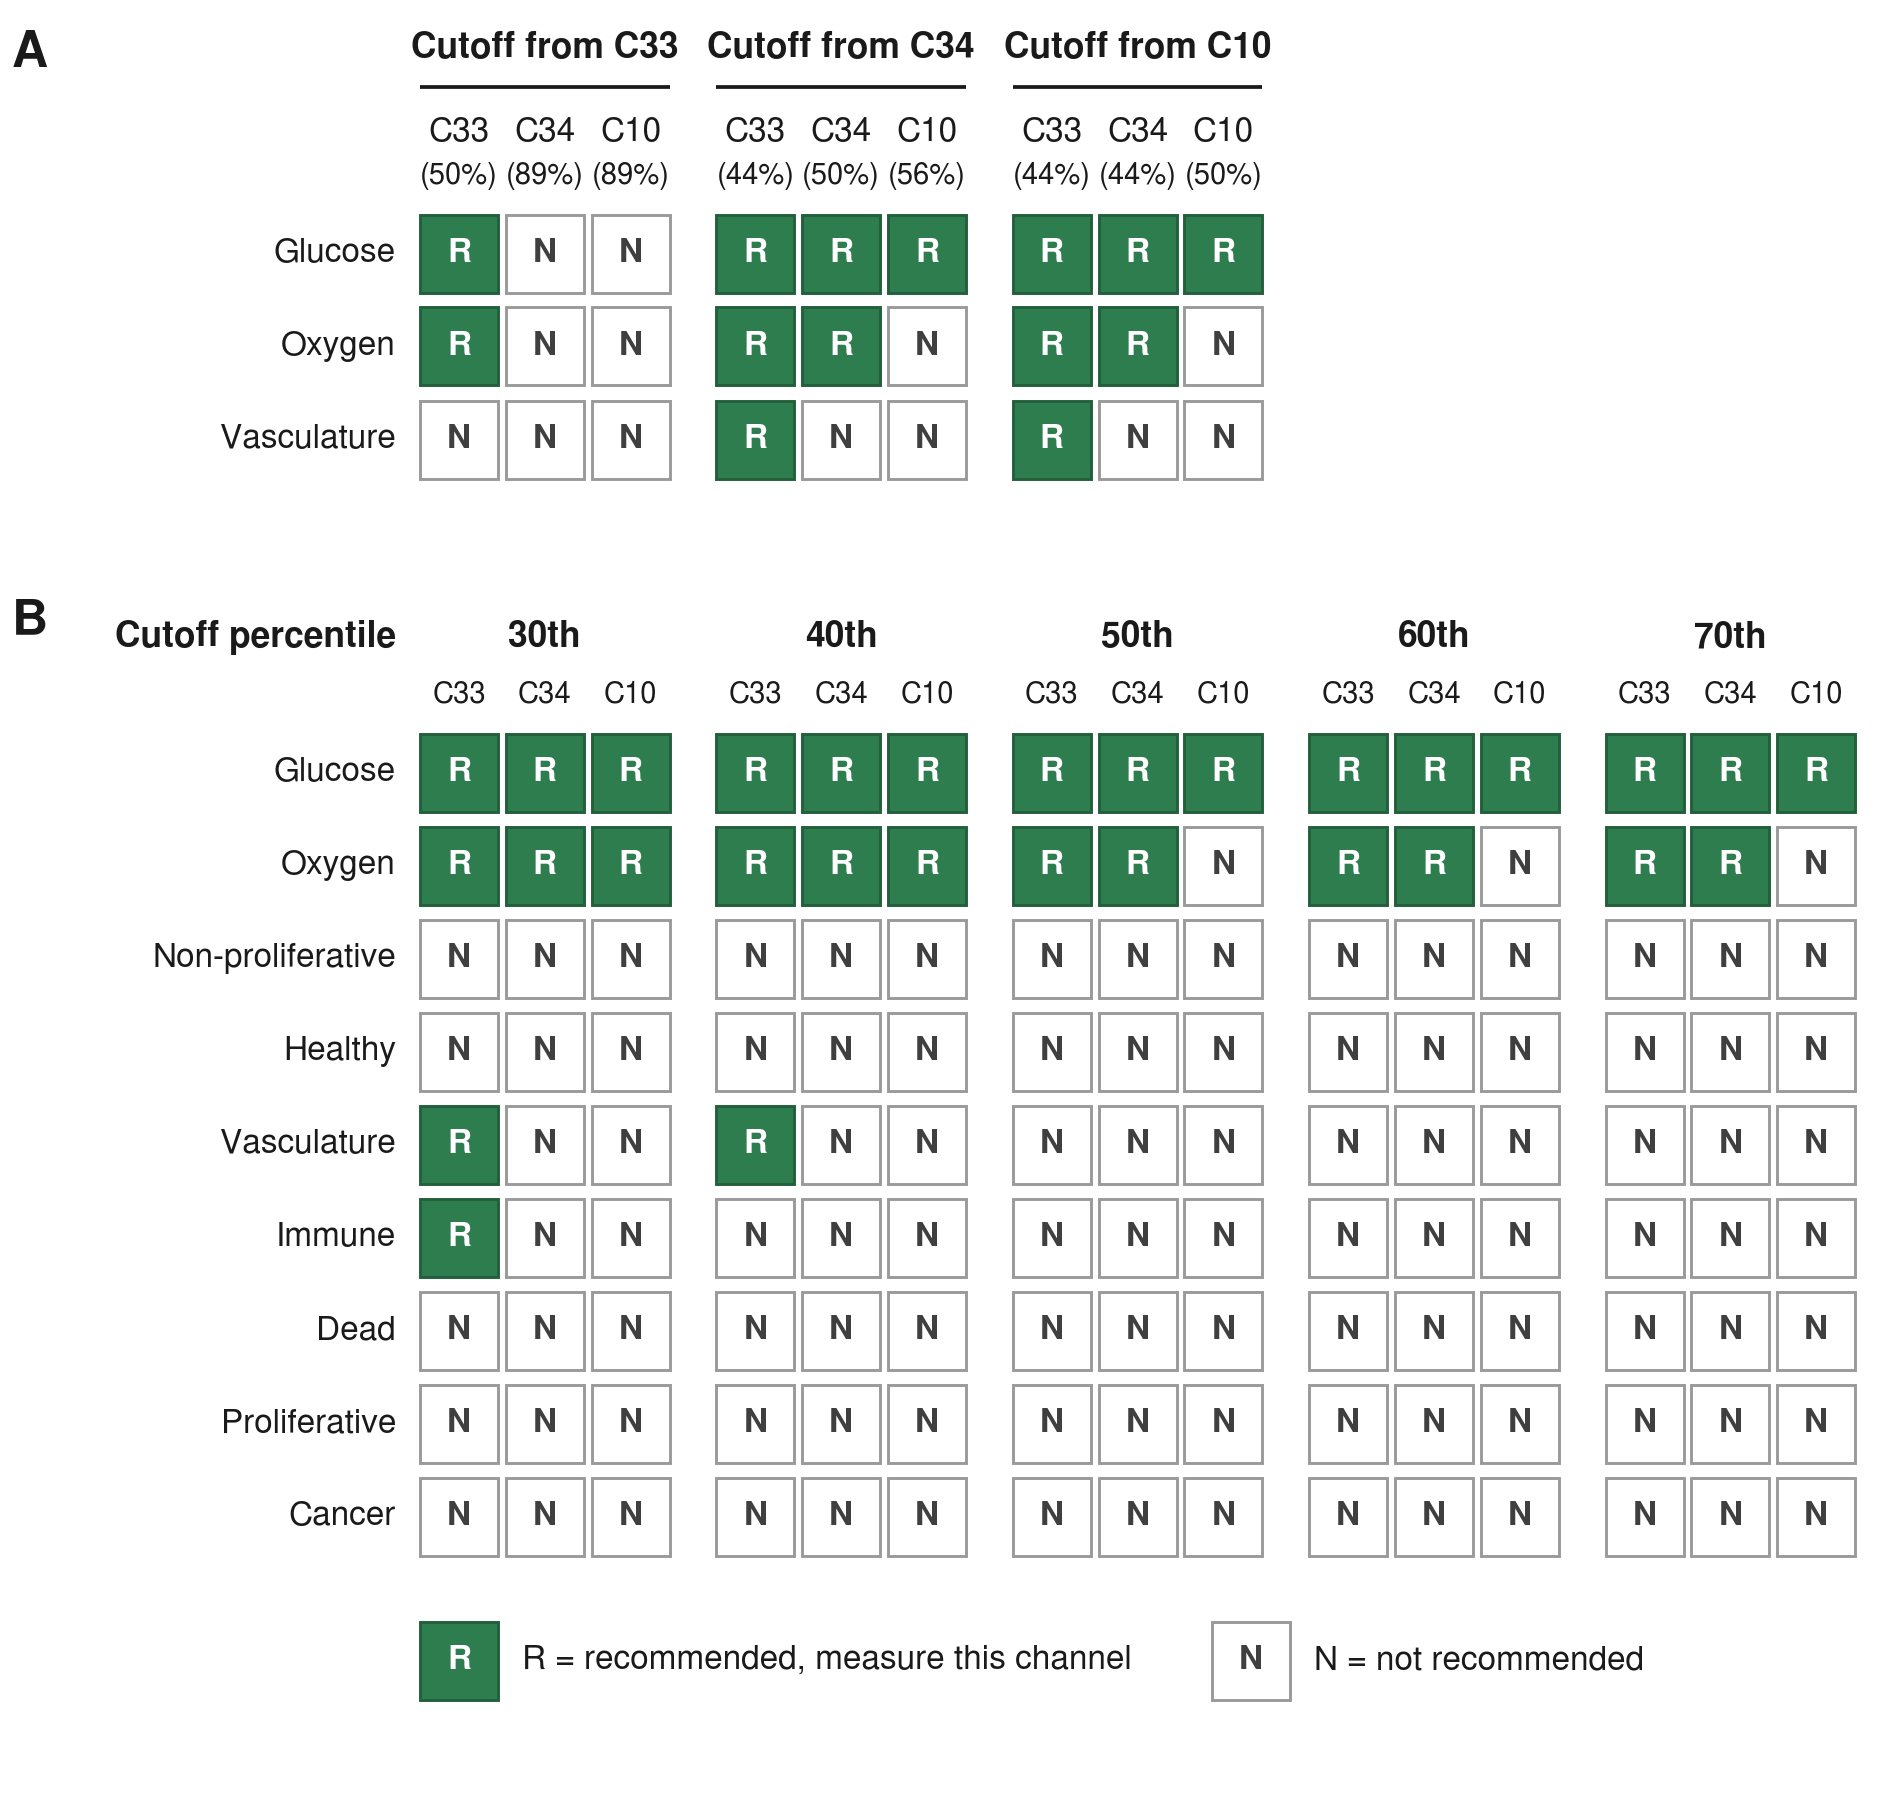 A
Cutoff from C33 Cutoff from C34 Cutoff from C10
C33 C34 C10 C33 C34 C10 C33 C34 C10
(50%) (89%) (89%) (44%) (50%) (56%) (44%) (44%) (50%)
Glucose R N N R R R R R R
Oxygen R N N R R N R R N
Vasculature N N N R N N R N N
B
Cutoff percentile 30th 40th 50th 60th 70th
C33 C34 C10 C33 C34 C10 C33 C34 C10 C33 C34 C10 C33 C34 C10
Glucose R R R R R R R R R R R R R R R
Oxygen R R R R R R R R N R R N R R N
Non-proliferative N N N N N N N N N N N N N N N
Healthy N N N N N N N N N N N N N N N
Vasculature R N N R N N N N N N N N N N N
Immune R N N N N N N N N N N N N N N
Dead N N N N N N N N N N N N N N N
Proliferative N N N N N N N N N N N N N N N
Cancer N N N N N N N N N N N N N N N
R R = recommended, measure this channel N N = not recommended